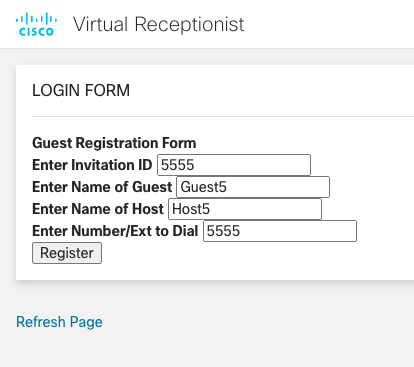 CISCO Virtual Receptionist
LOGIN FORM
Guest Registration Form
Enter Invitation ID 5555
Enter Name of Guest Guest5
Enter Name of Host Host5
Enter Number/Ext to Dial 5555
Register
Refresh Page